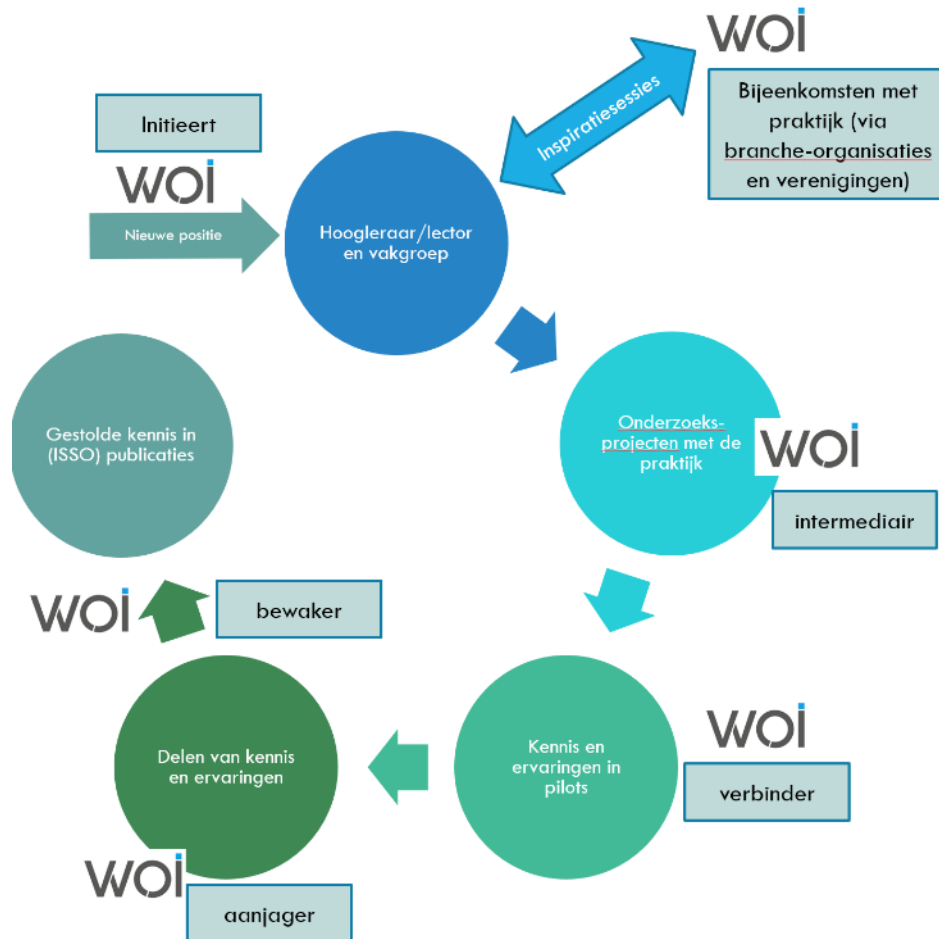 woi
Bijeenkomsten met
praktijk (via
branche-organisaties
en verenigingen)
Inspiratiesessies
Initieert
woi
Nieuwe positie
Hoogleraar/lector
en vakgroep
Onderzoeks-
projecten met de
praktijk
woi
intermediair
Kennis en
ervaringen in
pilots
woi
verbinder
Delen van kennis
en ervaringen
woi
aanjager
woi
bewaker
Gestolde kennis in
(ISSO) publicaties